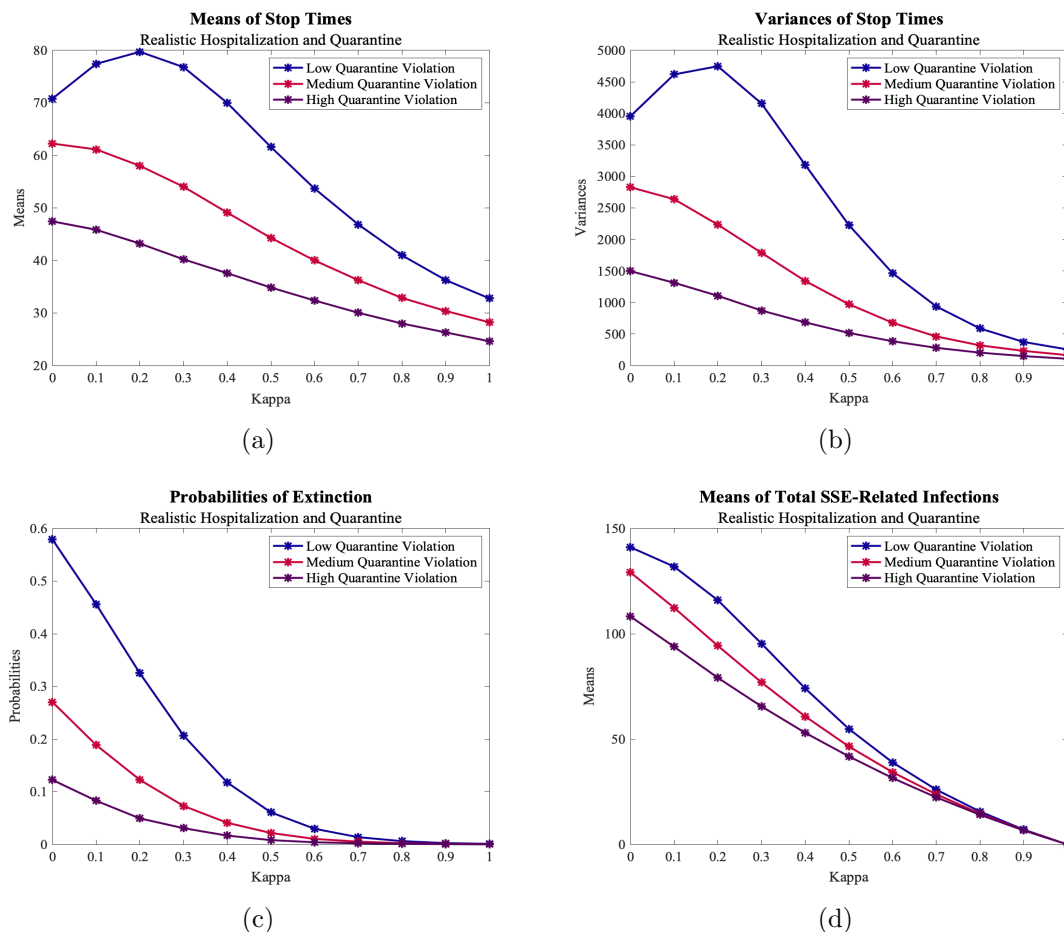 Means of Stop Times
Realistic Hospitalization and Quarantine
80
70
60
50
40
30
20
Means
Low Quarantine Violation
Medium Quarantine Violation
High Quarantine Violation
0 0.1 0.2 0.3 0.4 0.5 0.6 0.7 0.8 0.9 1
Kappa
(a)
Variances of Stop Times
Realistic Hospitalization and Quarantine
5000
4500
4000
3500
3000
2500
2000
1500
1000
500
0
Variances
Low Quarantine Violation
Medium Quarantine Violation
High Quarantine Violation
0 0.1 0.2 0.3 0.4 0.5 0.6 0.7 0.8 0.9
Kappa
(b)
Probabilities of Extinction
Realistic Hospitalization and Quarantine
0.6
0.5
0.4
0.3
0.2
0.1
0
Probabilities
Low Quarantine Violation
Medium Quarantine Violation
High Quarantine Violation
0 0.1 0.2 0.3 0.4 0.5 0.6 0.7 0.8 0.9 1
Kappa
(c)
Means of Total SSE-Related Infections
Realistic Hospitalization and Quarantine
150
100
50
0
Means
Low Quarantine Violation
Medium Quarantine Violation
High Quarantine Violation
0 0.1 0.2 0.3 0.4 0.5 0.6 0.7 0.8 0.9
Kappa
(d)